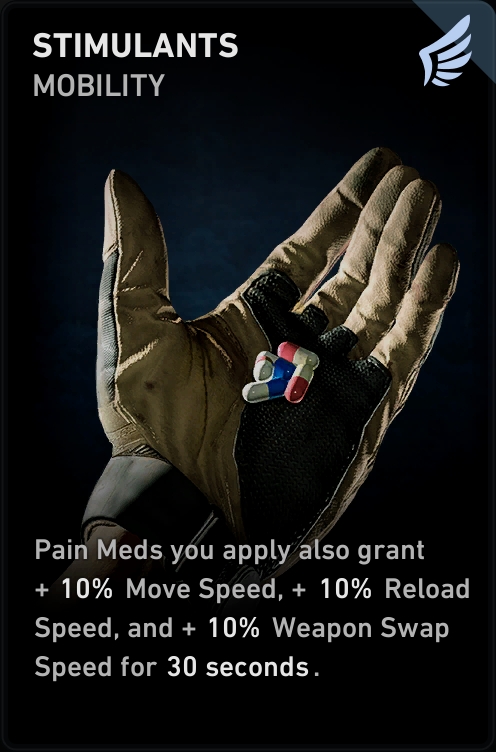 STIMULANTS
MOBILITY
Pain Meds you apply also grant
+ 10% Move Speed, + 10% Reload
Speed, and + 10% Weapon Swap
Speed for 30 seconds.